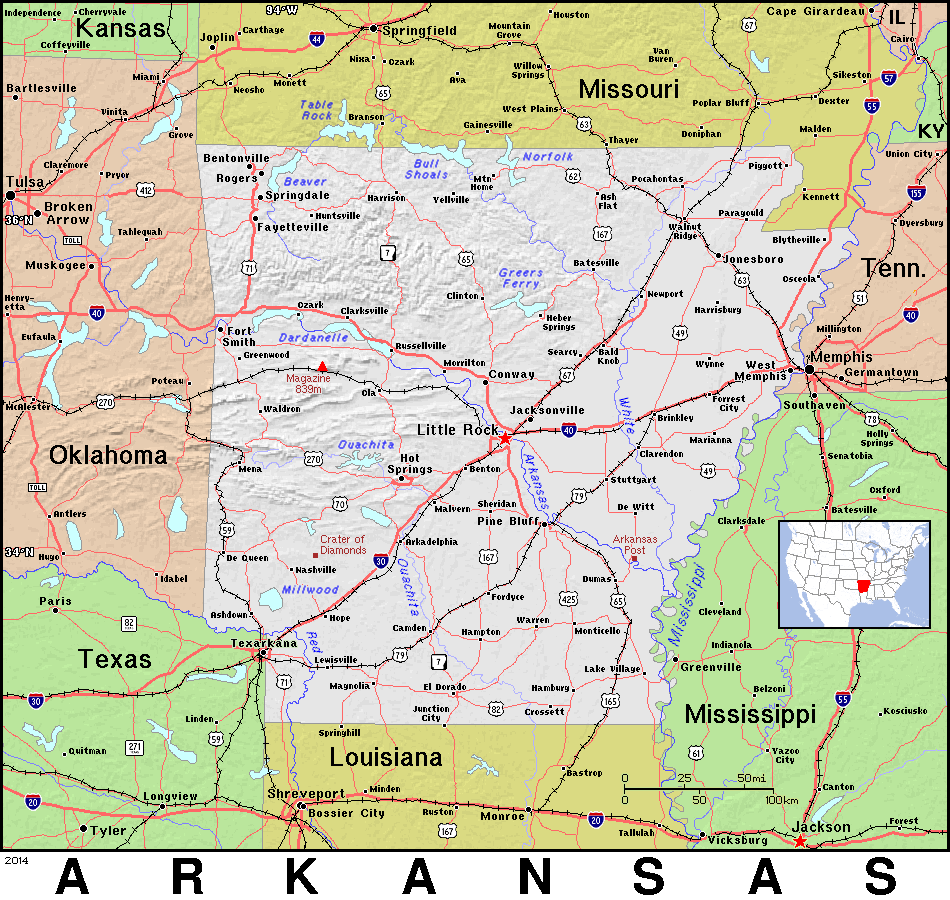 94°W
Independence
Cherryvale
Kansas
Coffeyville
Joplin
Carthage
44
Springfield
Mountain
Grove
Houston
67
Cape Girardeau
IL
Cairo
Nixa
Ozark
Van
Buren
Miami
Neosho
Monett
Ava
Willow
Springs
Missouri
Sikeston
57
Bartlesville
65
Poplar Bluff
Dexter
55
Vinita
Table
Rock
Branson
West Plains
63
Gainesville
Doniphan
Malden
KY
Grove
Thayer
Union City
Claremore
Pryor
Bentonville
Rogers
Beaver
Bull
Shoals
Norfolk
62
Pocahontas
Piggott
Tulsa
412
Springdale
Harrison
Mtn
Home
Yellville
Ash
Flat
Kennett
155
36°N
Broken
Arrow
Huntsville
Fayetteville
Paragould
Walnut
Ridge
Dyersburg
TOLL
Tahlequah
167
Blytheville
Muskogee
71
7
65
Batesville
Jonesboro
Tenn.
Greers
Ferry
63
Osceola
Henry-
etta
40
Ozark
Clarksville
Clinton
Newport
Harrisburg
51
40
Eufaula
Fort
Smith
Dardanelle
Heber
Springs
49
Millington
Greenwood
Russellville
Searcy
Bald
Knob
Wynne
West
Memphis
Memphis
Germantown
Magazine
839m
Morrilton
Conway
67
Poteau
McAlester
270
Ola
Forrest
City
Southaven
Waldron
Jacksonville
White
Brinkley
78
Little Rock
40
Marianna
Holly
Springs
Oklahoma
Ouachita
270
Mena
Hot
Springs
Benton
Arkansas
Clarendon
49
Senatobia
TOLL
Stuttgart
79
Oxford
70
Malvern
Sheridan
Pine Bluff
De Witt
Batesville
Antlers
59
Crater of
Diamonds
Arkadelphia
Arkansas
Post
Clarksdale
34°N
Hugo
De Queen
30
167
Nashville
Idabel
Millwood
Ouachita
Dumas
Mississippi
Paris
Ashdown
Hope
Fordyce
425
65
Cleveland
82
Red
Camden
Hampton
Warren
Monticello
Texarkana
Indianola
Texas
Lewisville
79
7
Lake Village
Greenville
71
Magnolia
El Dorado
Hamburg
Belzoni
30
Junction
City
82
Crossett
165
55
Mississippi
Kosciusko
Linden
59
Springhill
Quitman
271
Louisiana
61
Yazoo
City
Bastrop
0
25
50mi
0
50
100km
20
Longview
Shreveport
Minden
Canton
Bossier City
Ruston
Monroe
20
Tyler
167
Tallulah
Vicksburg
Jackson
Forest
2014
A R K A N S A S